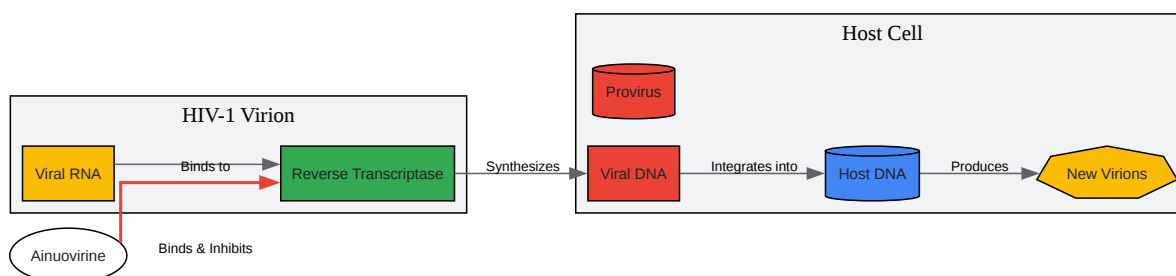 Host Cell
Provirus
HIV-1 Virion
Viral RNA
Binds to
Reverse Transcriptase
Synthesizes
Viral DNA
Integrates into
Host DNA
Produces
New Virions
Ainuovirine
Binds & Inhibits